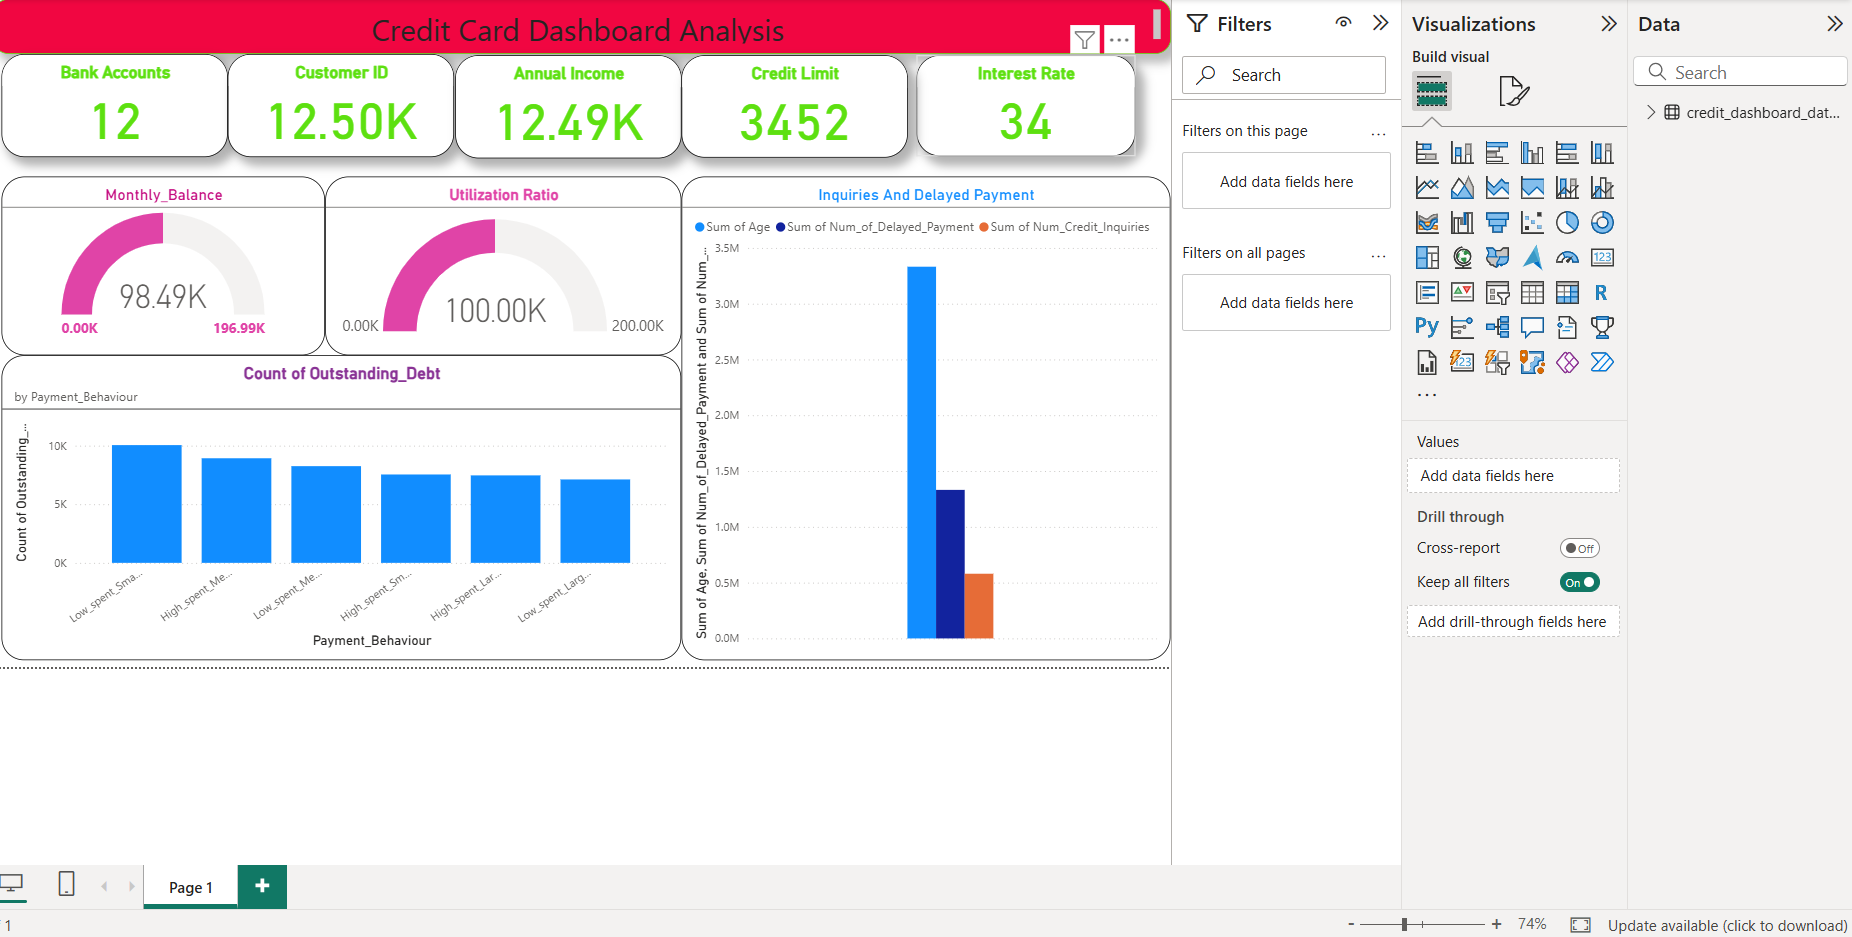 Credit Card Dashboard Analysis
Bank Accounts
12
Customer ID
12.50K
Annual Income
12.49K
Credit Limit
3452
Interest Rate
34
Monthly_Balance
98.49K
0.00K
196.99K
Utilization Ratio
100.00K
0.00K
200.00K
Count of Outstanding_Debt
by Payment_Behaviour
Count of Outstanding_...
10K
5K
0K
Low_spent_Sma...
High_spent_Me...
Low_spent_Me...
High_spent_Sm...
High_spent_Lar...
Low_spent_Larg...
Payment_Behaviour
Inquiries And Delayed Payment
Sum of Age Sum of Num_of_Delayed_Payment Sum of Num_Credit_Inquiries
Sum of Age, Sum of Num_of_Delayed_Payment and Sum of Num_...
3.5M
3.0M
2.5M
2.0M
1.5M
1.0M
0.5M
0.0M
Filters
Search
Filters on this page
...
Add data fields here
Filters on all pages
...
Add data fields here
Visualizations
Build visual
123
R
Py
123
...
Values
Add data fields here
Drill through
Cross-report
Off
Keep all filters
On
Add drill-through fields here
Data
Search
credit_dashboard_dat...
Page 1
+
1
- + 74%
Update available (click to download)